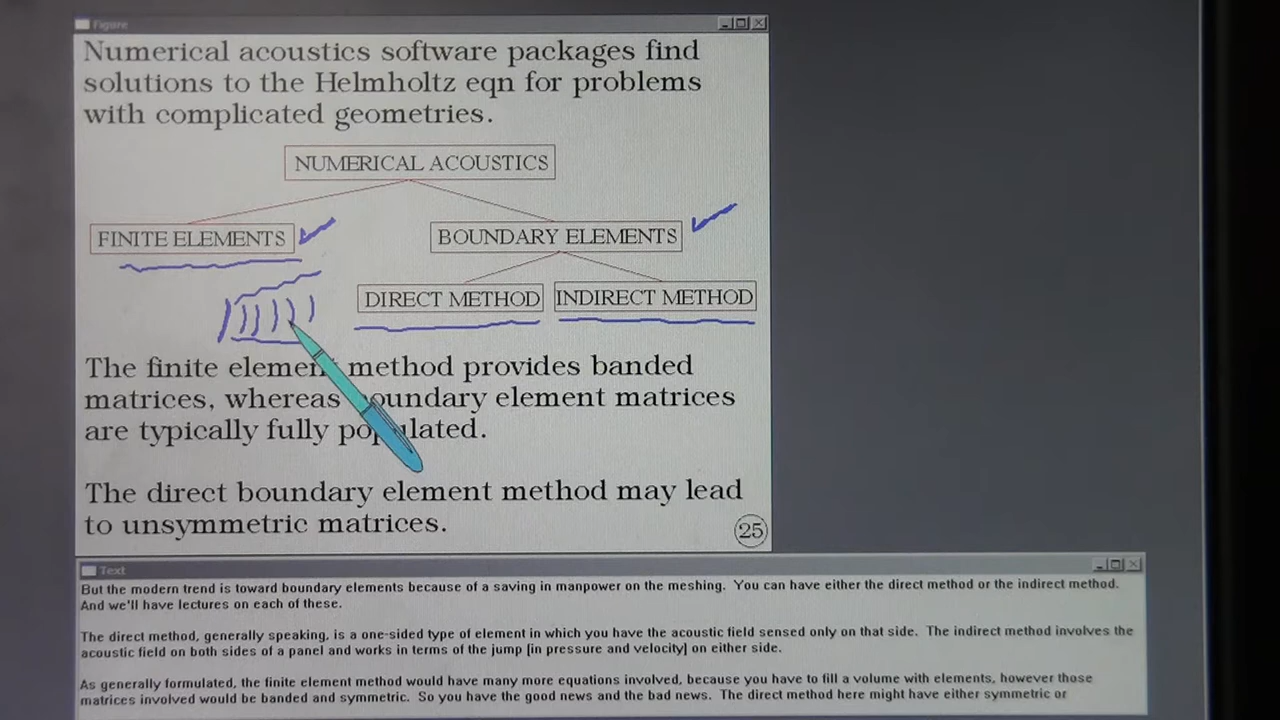 Figure
Numerical acoustics software packages find
solutions to the Helmholtz eqn for problems
with complicated geometries.
NUMERICAL ACOUSTICS
FINITE ELEMENTS
BOUNDARY ELEMENTS
DIRECT METHOD
INDIRECT METHOD
The finite element method provides banded
matrices, whereas boundary element matrices
are typically fully populated.
The direct boundary element method may lead
to unsymmetric matrices.
25
Text
But the modern trend is toward boundary elements because of a saving in manpower on the meshing. You can have either the direct method or the indirect method.
And we'll have lectures on each of these.
The direct method, generally speaking, is a one-sided type of element in which you have the acoustic field sensed only on that side. The indirect method involves the
acoustic field on both sides of a panel and works in terms of the jump [in pressure and velocity] on either side.
As generally formulated, the finite element method would have many more equations involved, because you have to fill a volume with elements, however those
matrices involved would be banded and symmetric. So you have the good news and the bad news. The direct method here might have either symmetric or